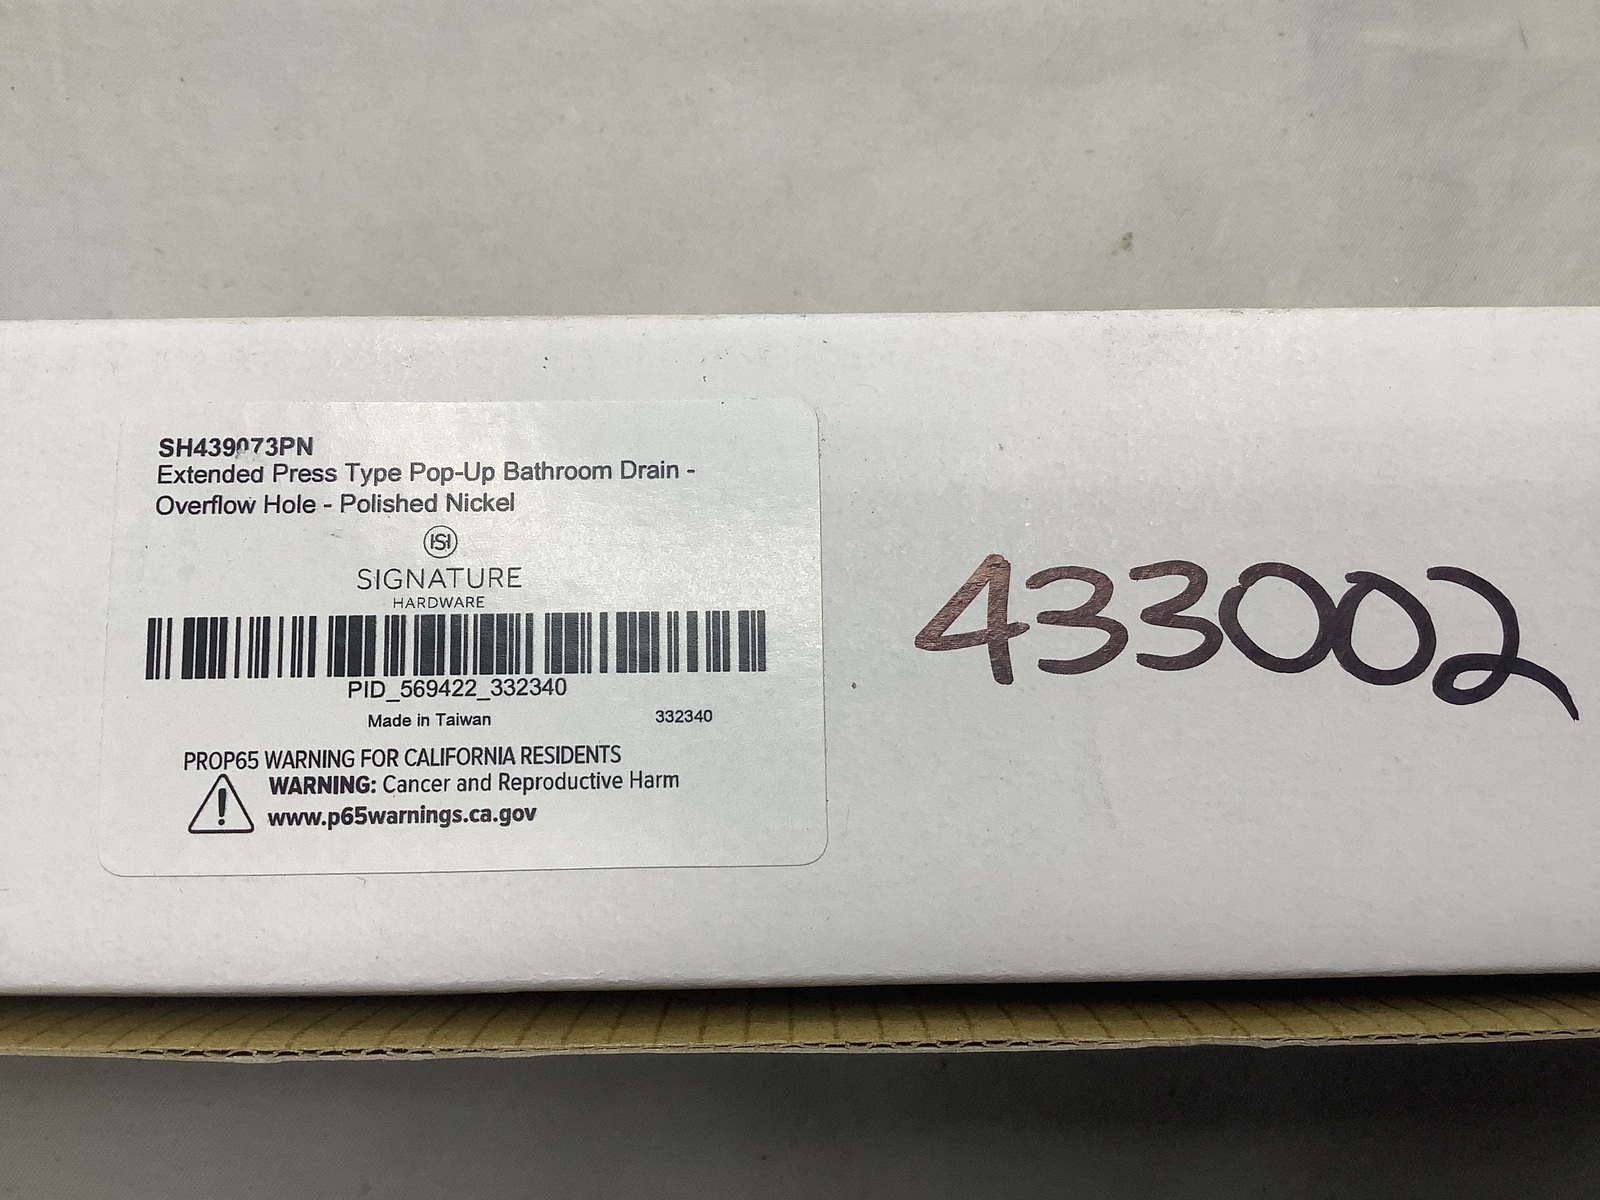 SH439073PN
Extended Press Type Pop-Up Bathroom Drain -
Overflow Hole - Polished Nickel
SIGNATURE
HARDWARE
PID_569422_332340
Made in Taiwan 332340
PROP65 WARNING FOR CALIFORNIA RESIDENTS
WARNING: Cancer and Reproductive Harm
www.p65warnings.ca.gov
433002